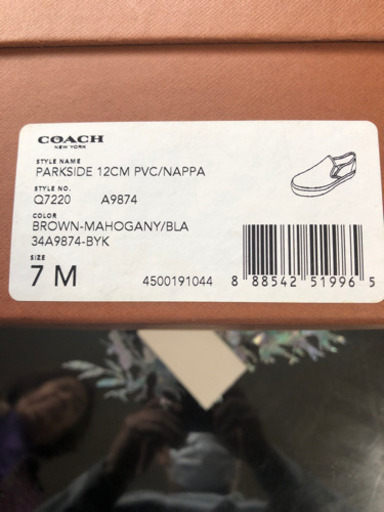 COACH
NEW YORK
STYLE NAME
PARKSIDE 12CM PVC/NAPPA
STYLE NO.
Q7220 A9874
COLOR
BROWN-MAHOGANY/BLA
34A9874-BYK
SIZE
7 M
4500191044
8 88542 51996 5